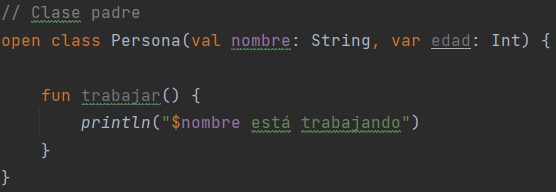 // Clase padre
open class Persona(val nombre: String, var edad: Int) {
    fun trabajar() {
        println("$nombre está trabajando")
    }
}